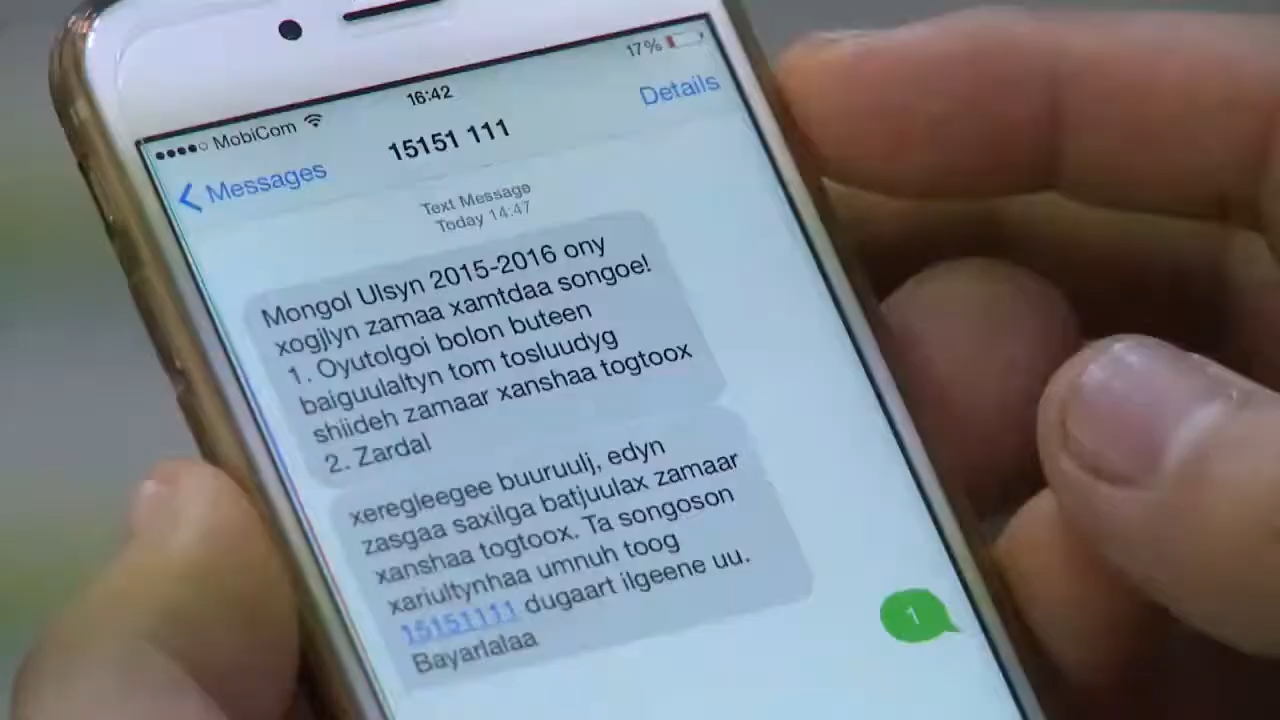 17%
●●●●○ MobiCom 16:42
Messages 15151 111 Details
Text Message
Today 14:47
Mongol Ulsyn 2015-2016 ony
xogjlyn zamaa xamtdaa songoe!
1. Oyutolgoi bolon buteen
baiguulaltyn tom tosluudyg
shiideh zamaar xanshaa togtoox
2. Zardal
xeregleegee buuruulj, edyn
zasgaa saxilga batjuulax zamaar
xanshaa togtoox. Ta songoson
xariultynhaa umnuh toog
15151111 dugaart ilgeene uu.
Bayarlalaa
1